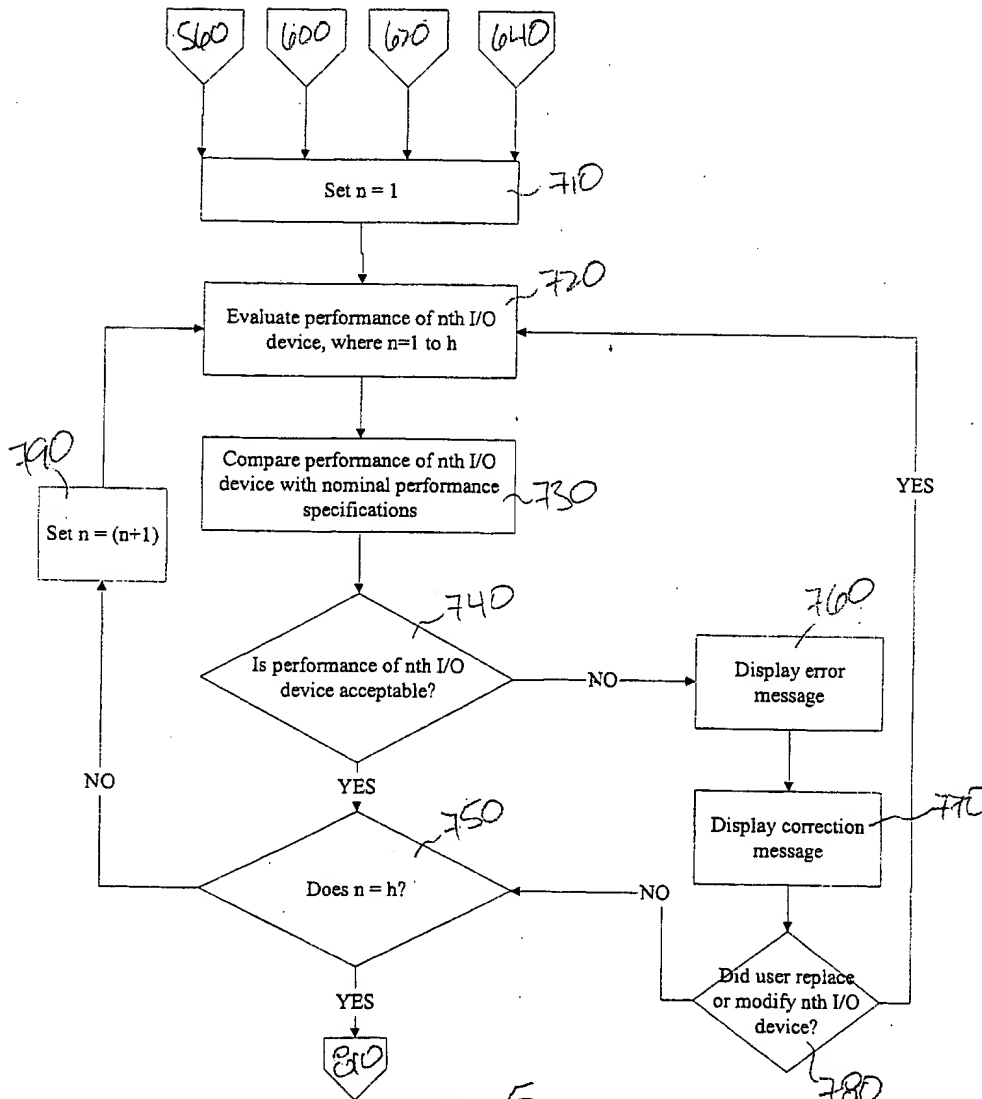 560 600 620 640
Set n = 1
710
720
Evaluate performance of nth I/O
device, where n=1 to h
790
Compare performance of nth I/O
device with nominal performance
specifications
730
YES
Set n = (n+1)
740
760
Is performance of nth I/O
device acceptable?
NO
Display error
message
NO
YES
750
770
Display correction
message
Does n = h?
NO
YES
Did user replace
or modify nth I/O
device?
810
780
5